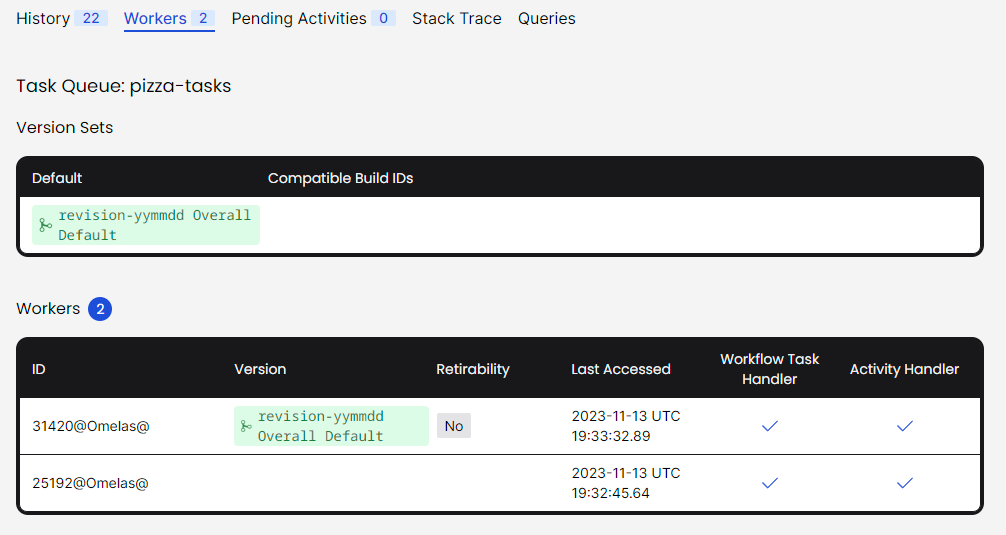 History 22 Workers 2 Pending Activities 0 Stack Trace Queries
Task Queue: pizza-tasks
Version Sets
Default Compatible Build IDs
revision-yymmdd Overall
Default
Workers 2
ID Version Retirability Last Accessed Workflow Task
Handler Activity Handler
31420@Omelas@ revision-yymmdd
Overall Default No 2023-11-13 UTC
19:33:32.89
25192@Omelas@ 2023-11-13 UTC
19:32:45.64